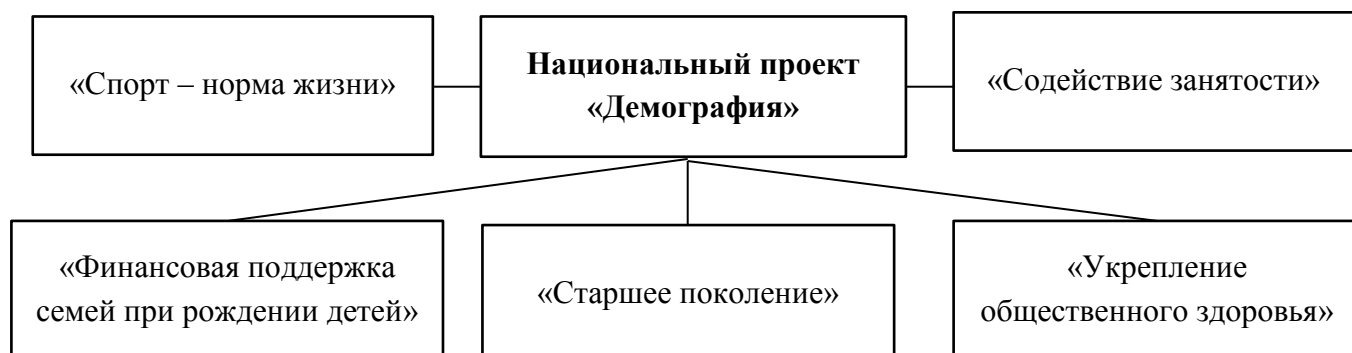 «Спорт – норма жизни»
Национальный проект
«Демография»
«Содействие занятости»
«Финансовая поддержка
семей при рождении детей»
«Старшее поколение»
«Укрепление
общественного здоровья»